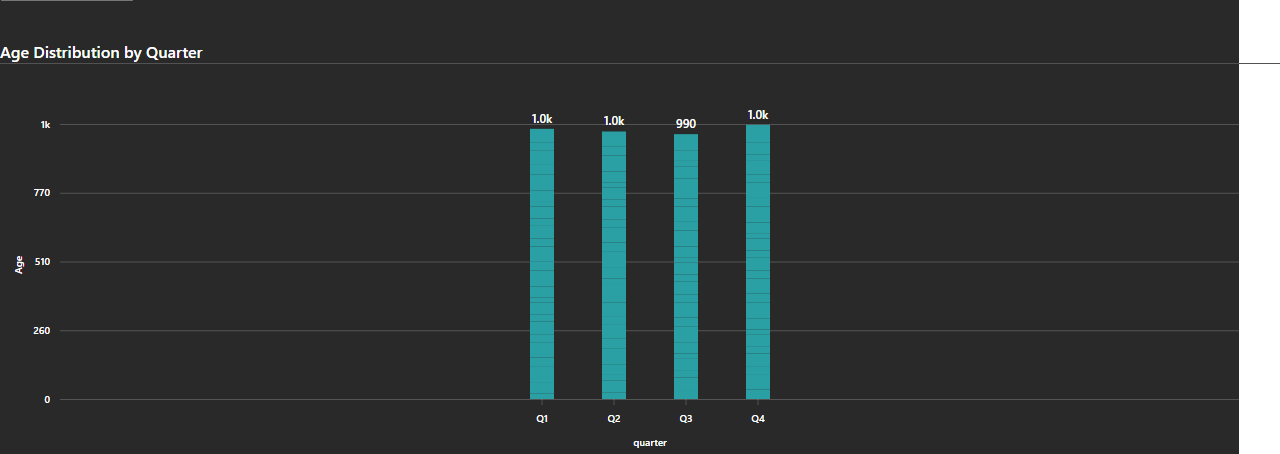 Age Distribution by Quarter
1.0k
1.0k
990
1.0k
1k
770
510
260
0
Age
Q1
Q2
Q3
Q4
quarter